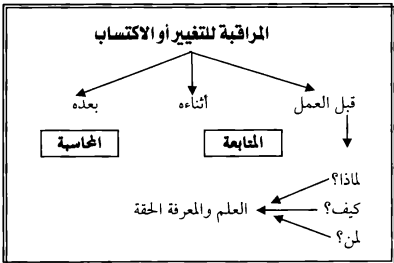 المراقبة للتغيير أو الاكتساب
قبل العمل أثناءه بعده
المتابعة المحاسبة
لماذا؟
كيف؟ العلم والمعرفة الحقة
لمن؟